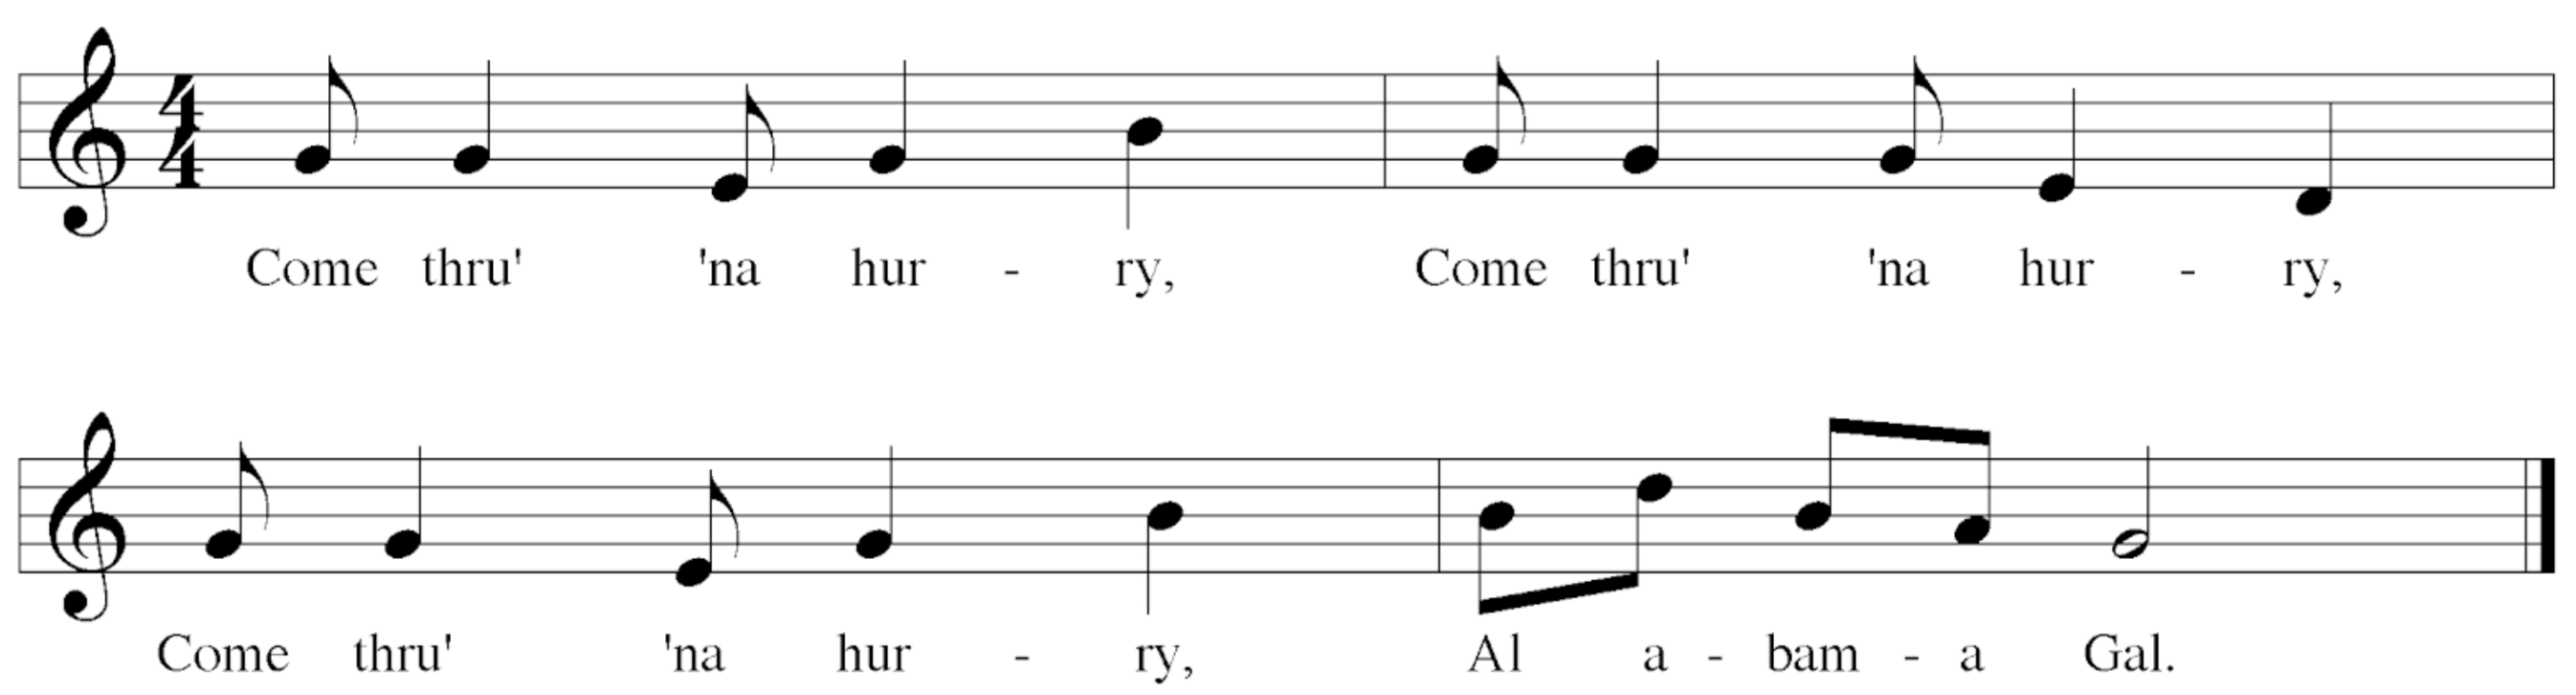 4
4
Come thru' 'na hur - ry, Come thru' 'na hur - ry,
Come thru' 'na hur - ry, Al a - bam - a Gal.